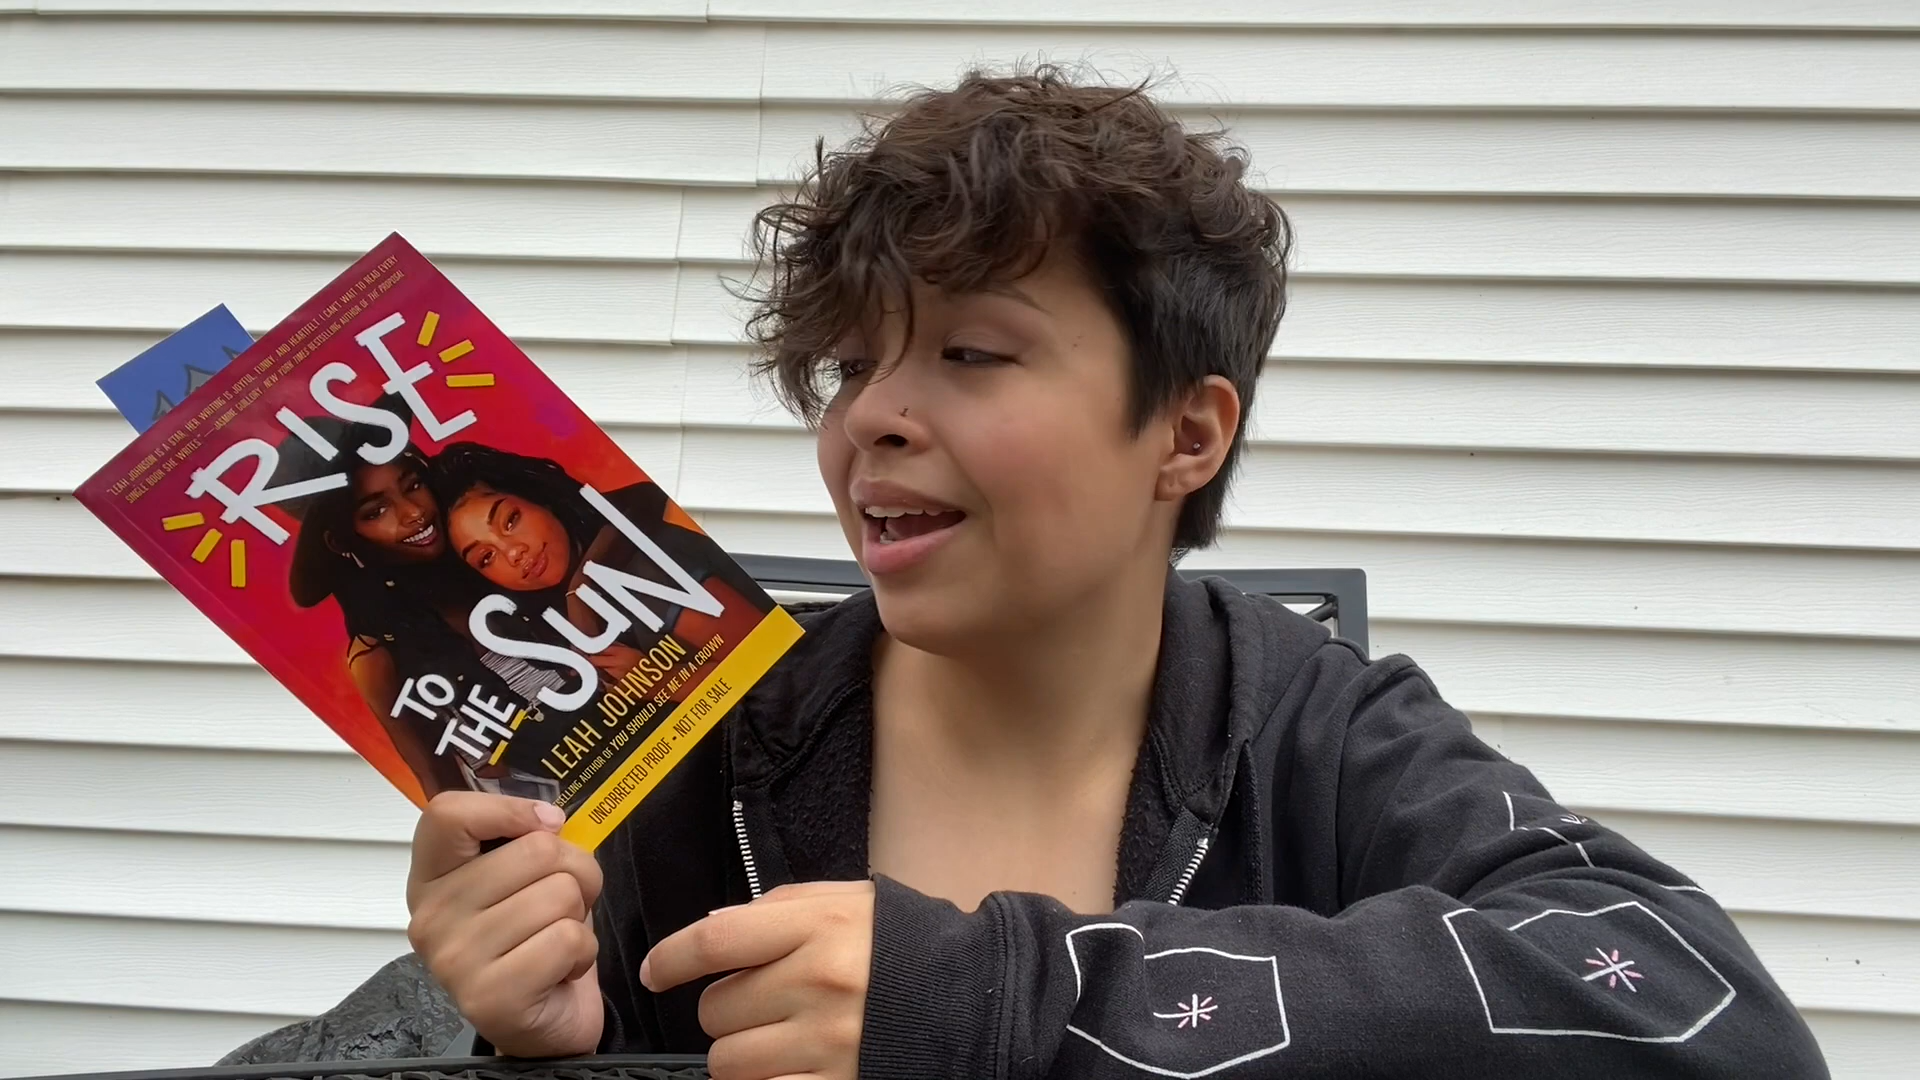 "LEAH JOHNSON IS A STAR. HER WRITING IS JOYFUL, FUNNY, AND HEARTFELT. I CAN'T WAIT TO READ EVERY
SINGLE BOOK SHE WRITES." —JASMINE GUILLORY, NEW YORK TIMES BESTSELLING AUTHOR OF THE PROPOSAL
RISE
TO
THE
SUN
LEAH JOHNSON
SELLING AUTHOR OF YOU SHOULD SEE ME IN A CROWN
UNCORRECTED PROOF • NOT FOR SALE